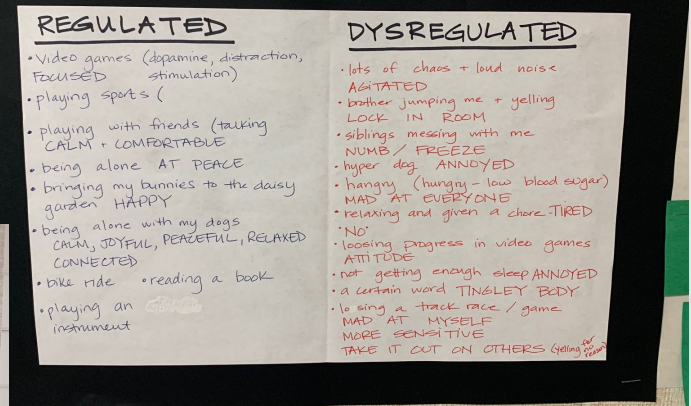 REGULATED
• Video games (dopamine, distraction,
FOCUSED stimulation)
• playing sports (
• playing with friends (talking
CALM + COMFORTABLE
• being alone AT PEACE
• bringing my bunnies to the daisy
garden HAPPY
• being alone with my dogs
CALM, JOYFUL, PEACEFUL, RELAXED
CONNECTED
• bike ride • reading a book
• playing an
instrument
DYSREGULATED
• lots of chaos + loud noise
AGITATED
• brother jumping me + yelling
LOCK IN ROOM
• siblings messing with me
NUMB / FREEZE
• hyper dog ANNOYED
• hangry (hungry - low blood sugar)
MAD AT EVERYONE
• relaxing and given a chore TIRED
• "NO"
• loosing progress in video games
ATTITUDE
• not getting enough sleep ANNOYED
• a certain word TINGLEY BODY
• losing a track race / game
MAD AT MYSELF
MORE SENSITIVE
TAKE IT OUT ON OTHERS (yelling for no reason)